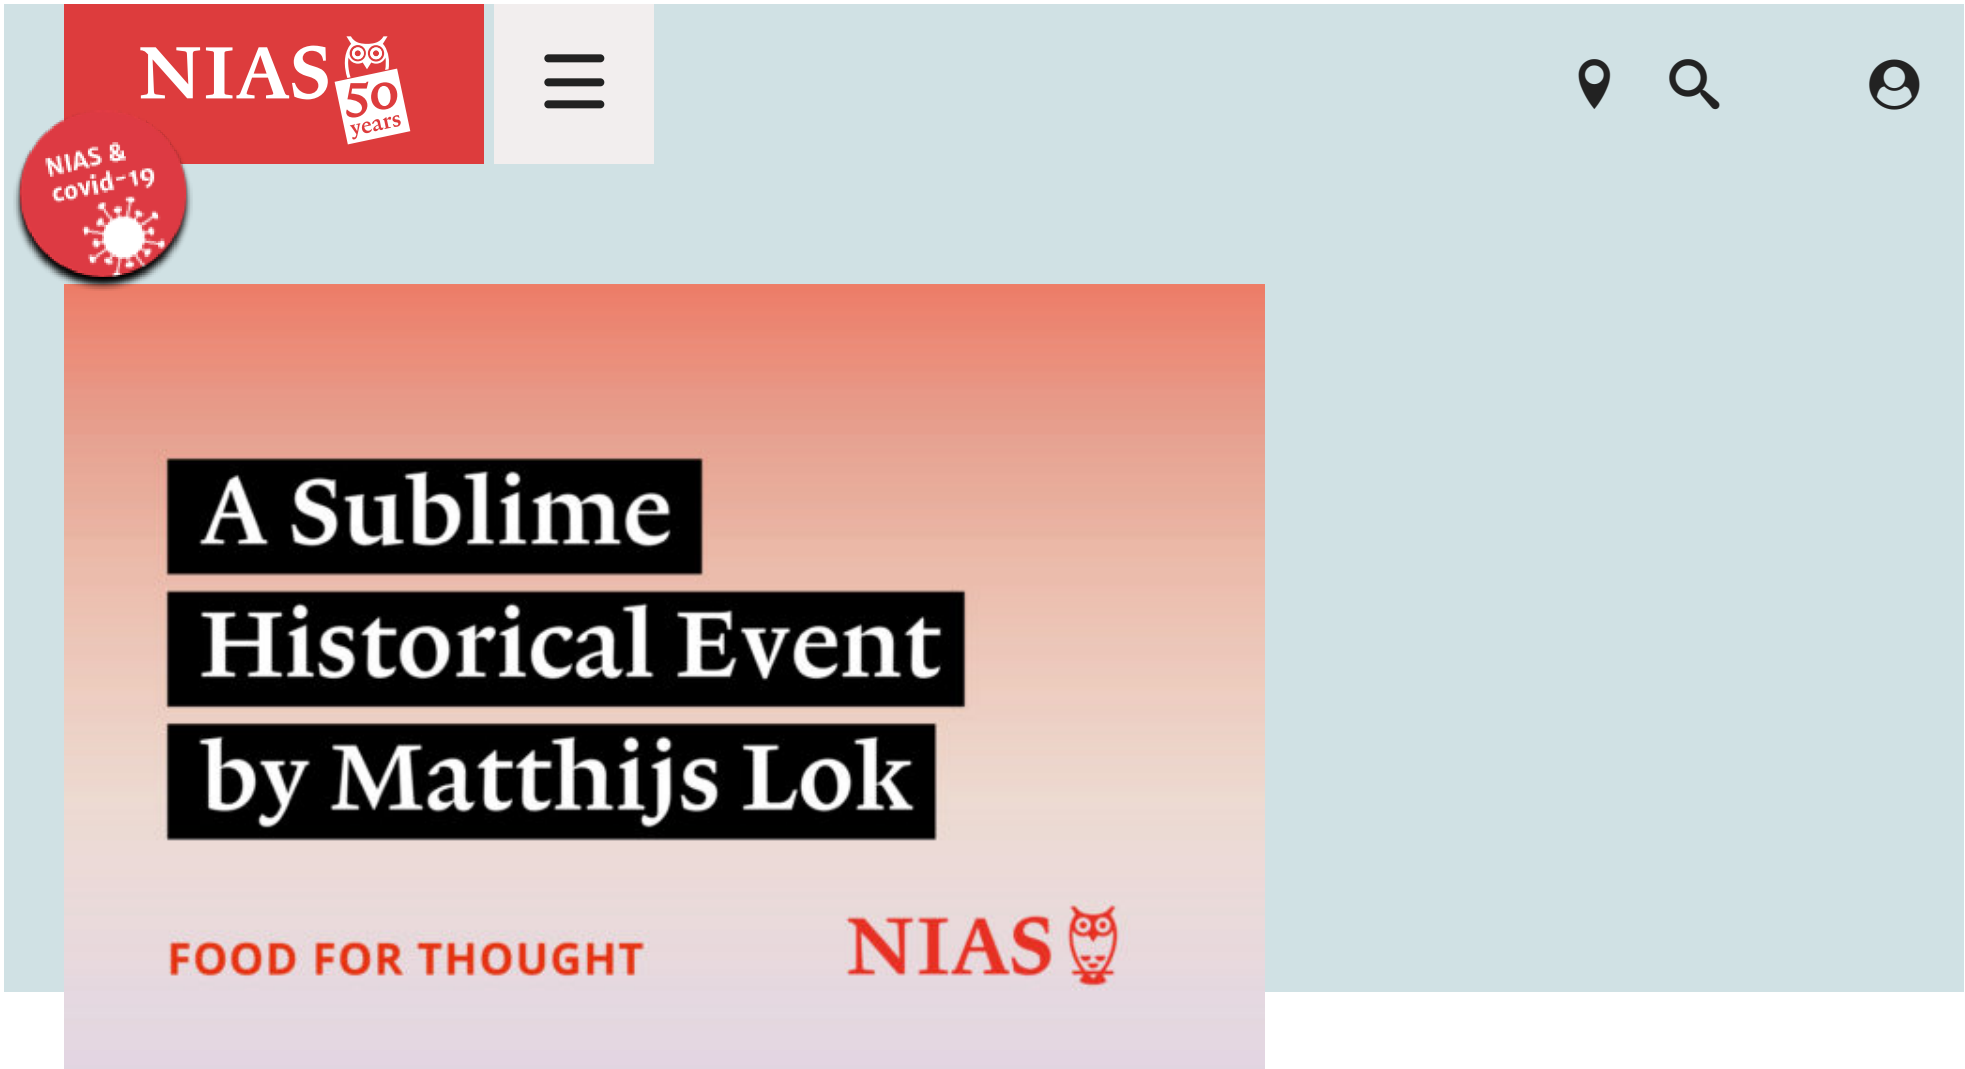 NIAS
50
years
NIAS &
covid-19
A Sublime
Historical Event
by Matthijs Lok
FOOD FOR THOUGHT
NIAS